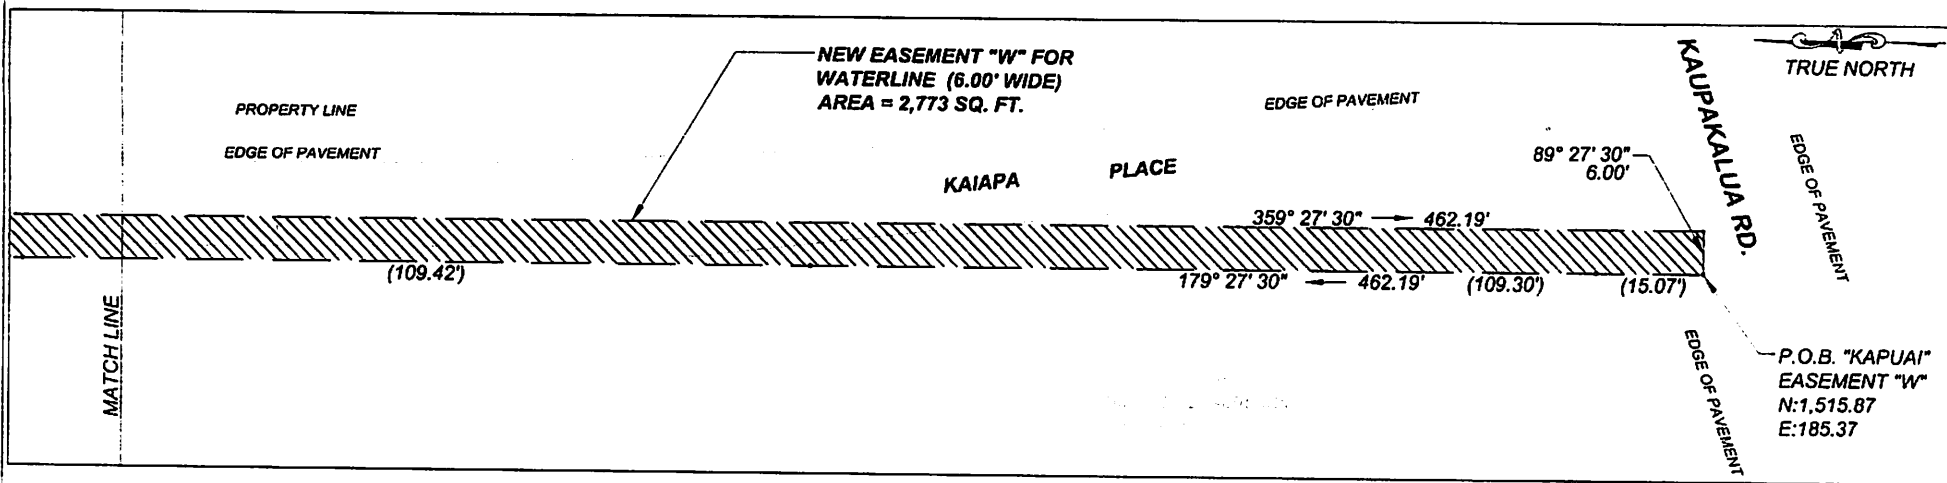 NEW EASEMENT "W" FOR
WATERLINE (6.00' WIDE)
AREA = 2,773 SQ. FT.
TRUE NORTH
PROPERTY LINE
EDGE OF PAVEMENT
EDGE OF PAVEMENT
KAUPAKALUA RD.
EDGE OF PAVEMENT
89° 27' 30"
6.00'
KAIAPA PLACE
359° 27' 30" 462.19'
(109.42')
179° 27' 30" 462.19' (109.30') (15.07')
MATCH LINE
EDGE OF PAVEMENT
P.O.B. "KAPUAI"
EASEMENT "W"
N:1,515.87
E:185.37